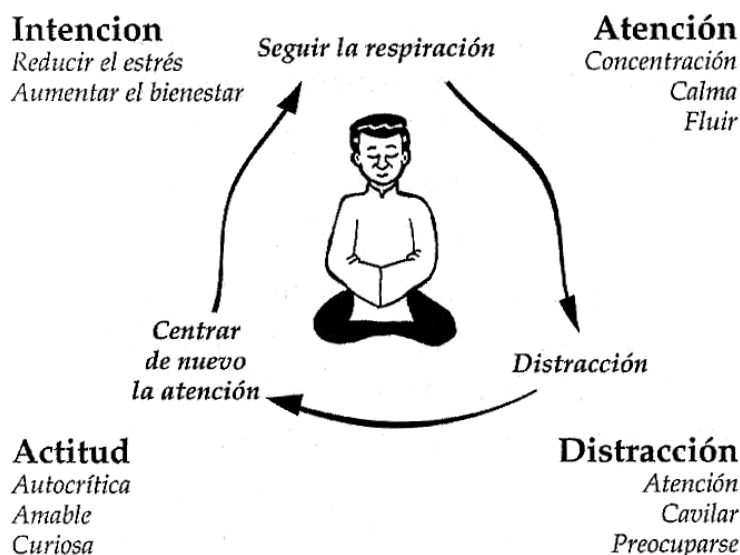 Intencion
Reducir el estrés
Aumentar el bienestar
Seguir la respiración
Atención
Concentración
Calma
Fluir
Centrar
de nuevo
la atención
Distracción
Actitud
Autocrítica
Amable
Curiosa
Distracción
Atención
Cavilar
Preocuparse